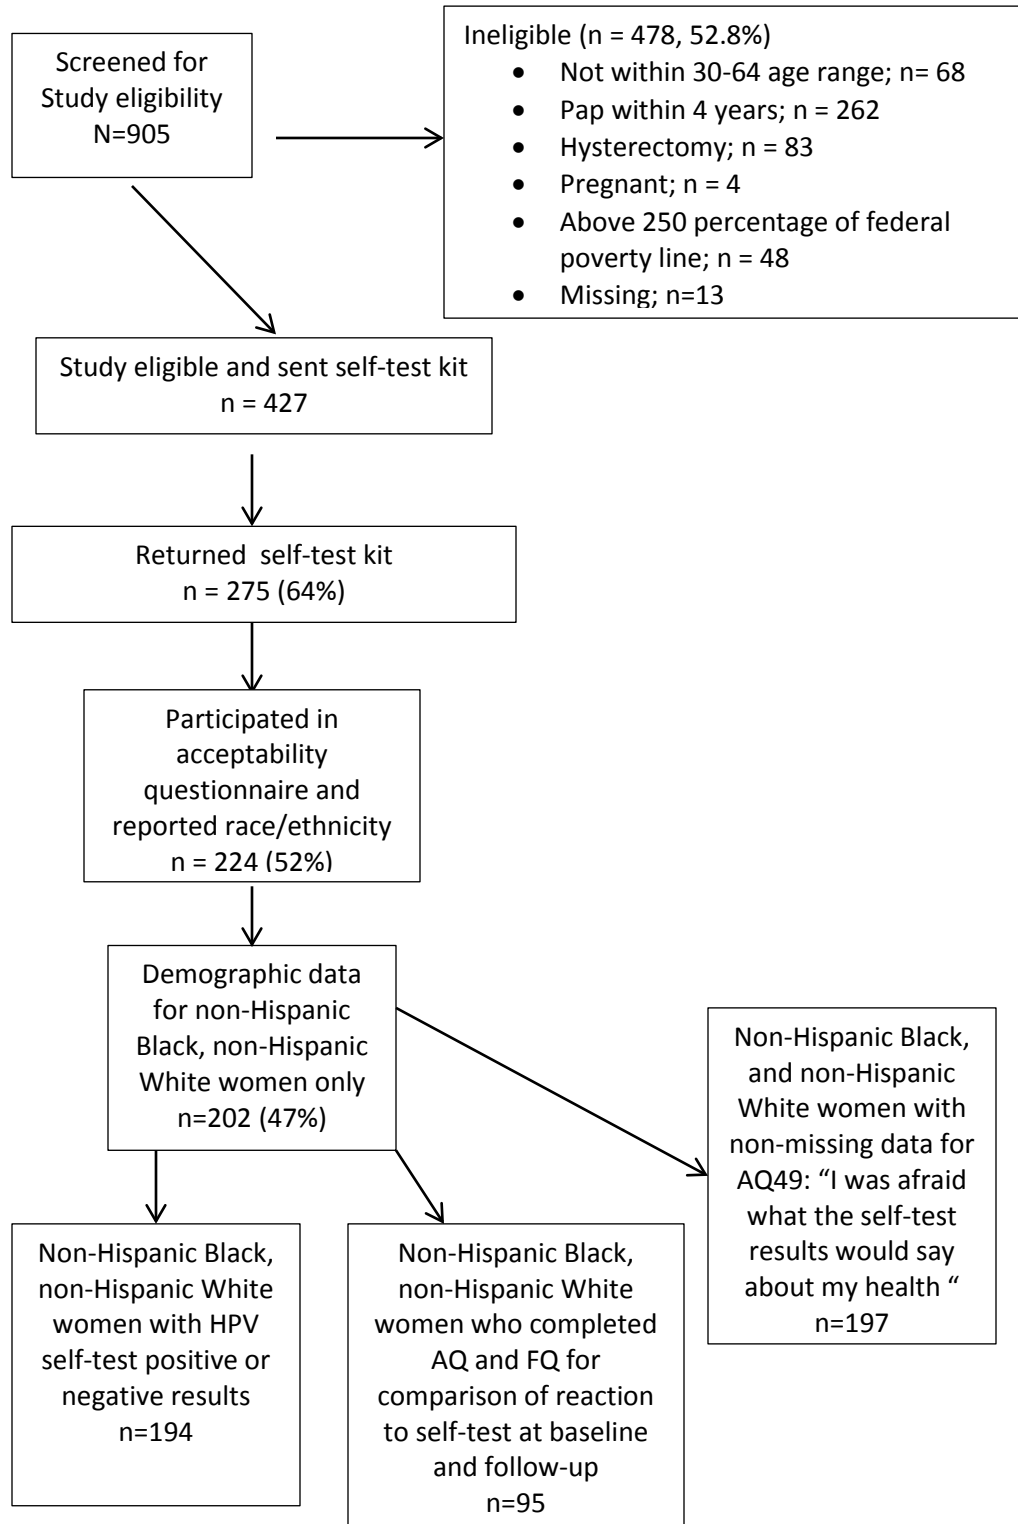 Screened for
Study eligibility
N=905
Ineligible (n = 478, 52.8%)
• Not within 30-64 age range; n= 68
• Pap within 4 years; n = 262
• Hysterectomy; n = 83
• Pregnant; n = 4
• Above 250 percentage of federal
poverty line; n = 48
• Missing; n=13
Study eligible and sent self-test kit
n = 427
Returned  self-test kit
n = 275 (64%)
Participated in
acceptability
questionnaire and
reported race/ethnicity
n = 224 (52%)
Demographic data
for non-Hispanic
Black, non-Hispanic
White women only
n=202 (47%)
Non-Hispanic Black,
and non-Hispanic
White women with
non-missing data for
AQ49: “I was afraid
what the self-test
results would say
about my health “
n=197
Non-Hispanic Black,
non-Hispanic White
women with HPV
self-test positive or
negative results
n=194
Non-Hispanic Black,
non-Hispanic White
women who completed
AQ and FQ for
comparison of reaction
to self-test at baseline
and follow-up
n=95